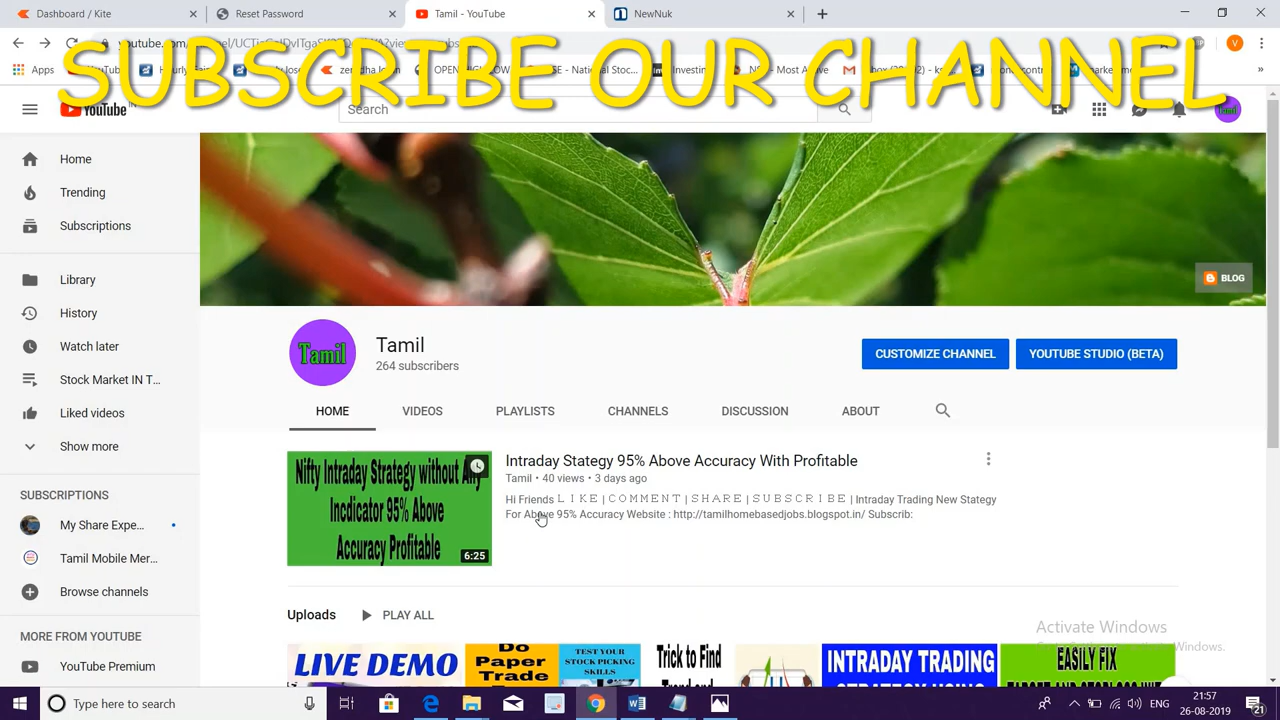 Dashboard / Kite
Reset Password
Tamil - YouTube
NewNuk
SUBSCRIBE OUR CHANNEL
Apps
YouTube IN
Search
Tamil
Home
Trending
Subscriptions
BLOG
Library
Tamil
Tamil
264 subscribers
CUSTOMIZE CHANNEL
YOUTUBE STUDIO (BETA)
History
Watch later
Stock Market IN T...
Liked videos
Show more
HOME
VIDEOS
PLAYLISTS
CHANNELS
DISCUSSION
ABOUT
Nifty Intraday Strategy without Any
Incdicator 95% Above
Accuracy Profitable
6:25
Intraday Stategy 95% Above Accuracy With Profitable
Tamil • 40 views • 3 days ago
Hi Friends L I K E | C O M M E N T | S H A R E | S U B S C R I B E | Intraday Trading New Stategy
For Above 95% Accuracy Website : http://tamilhomebasedjobs.blogspot.in/ Subscrib:
SUBSCRIPTIONS
My Share Expe...
Tamil Mobile Mer...
Browse channels
MORE FROM YOUTUBE
YouTube Premium
Uploads
PLAY ALL
LIVE DEMO
Do
Paper
Trade
TEST YOUR
STOCK PICKING
SKILLS
Trick to Find
INTRADAY TRADING
EASILY FIX
Activate Windows
Type here to search
ENG
21:57
26-08-2019
21